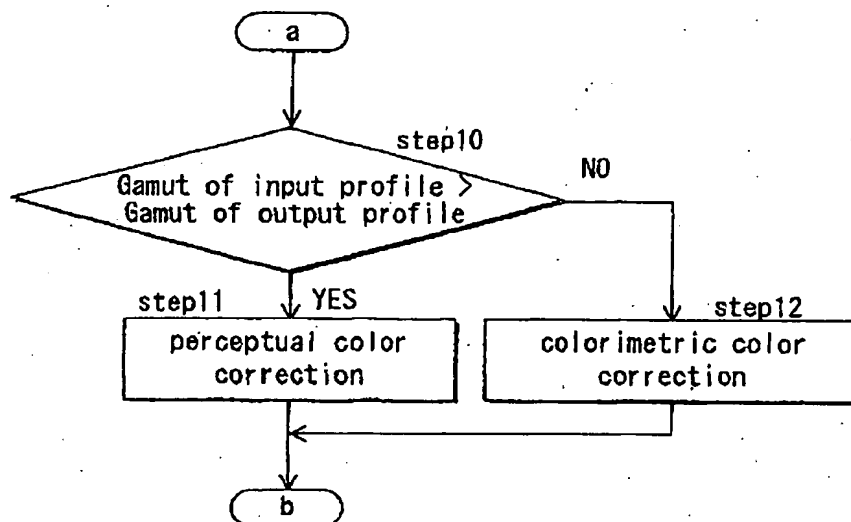 a
step10
Gamut of input profile >
Gamut of output profile
NO
step11
YES
step12
perceptual color
correction
colorimetric color
correction
b